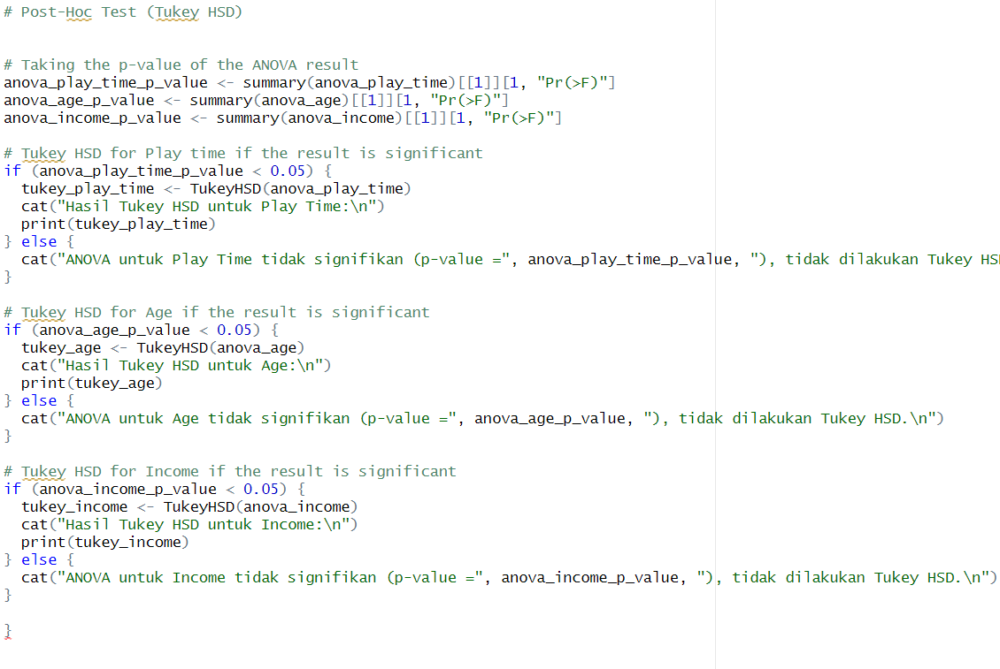 # Post-Hoc Test (Tukey HSD)
# Taking the p-value of the ANOVA result
anova_play_time_p_value <- summary(anova_play_time)[[1]][1, "Pr(>F)"]
anova_age_p_value <- summary(anova_age)[[1]][1, "Pr(>F)"]
anova_income_p_value <- summary(anova_income)[[1]][1, "Pr(>F)"]
# Tukey HSD for Play time if the result is significant
if (anova_play_time_p_value < 0.05) {
  tukey_play_time <- TukeyHSD(anova_play_time)
  cat("Hasil Tukey HSD untuk Play Time:\n")
  print(tukey_play_time)
} else {
  cat("ANOVA untuk Play Time tidak signifikan (p-value =", anova_play_time_p_value, "), tidak dilakukan Tukey HSD
}
# Tukey HSD for Age if the result is significant
if (anova_age_p_value < 0.05) {
  tukey_age <- TukeyHSD(anova_age)
  cat("Hasil Tukey HSD untuk Age:\n")
  print(tukey_age)
} else {
  cat("ANOVA untuk Age tidak signifikan (p-value =", anova_age_p_value, "), tidak dilakukan Tukey HSD.\n")
}
# Tukey HSD for Income if the result is significant
if (anova_income_p_value < 0.05) {
  tukey_income <- TukeyHSD(anova_income)
  cat("Hasil Tukey HSD untuk Income:\n")
  print(tukey_income)
} else {
  cat("ANOVA untuk Income tidak signifikan (p-value =", anova_income_p_value, "), tidak dilakukan Tukey HSD.\n")
}
}